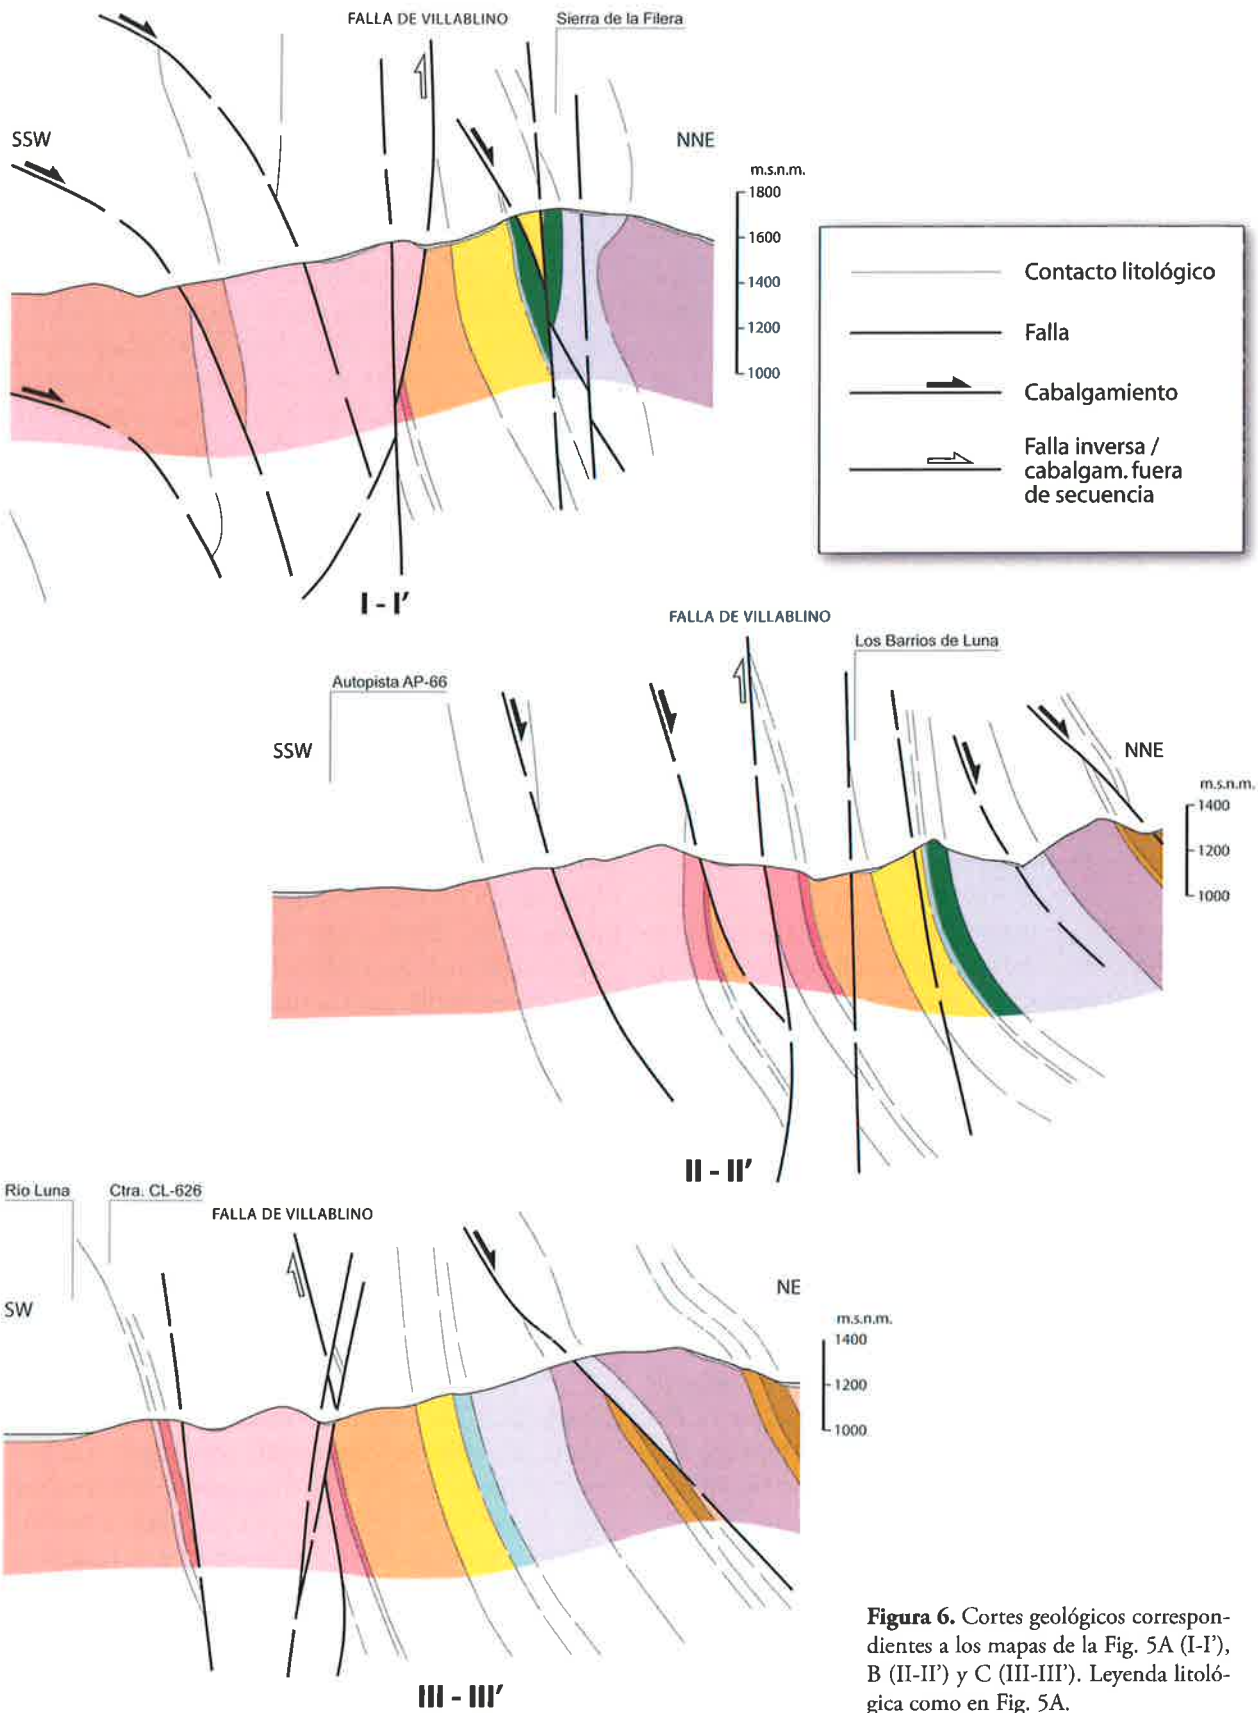 FALLA DE VILLABLINO
Sierra de la Filera
SSW
NNE
m.s.n.m.
1800
1600
1400
1200
1000
Contacto litológico
Falla
Cabalgamiento
Falla inversa /
cabalgam. fuera
de secuencia
I - I'
FALLA DE VILLABLINO
Los Barrios de Luna
Autopista AP-66
SSW
NNE
m.s.n.m.
1400
1200
1000
II - II'
Río Luna
Ctra. CL-626
FALLA DE VILLABLINO
SW
NE
m.s.n.m.
1400
1200
1000
III - III'
Figura 6. Cortes geológicos correspon-
dientes a los mapas de la Fig. 5A (I-I'),
B (II-II') y C (III-III'). Leyenda litoló-
gica como en Fig. 5A.